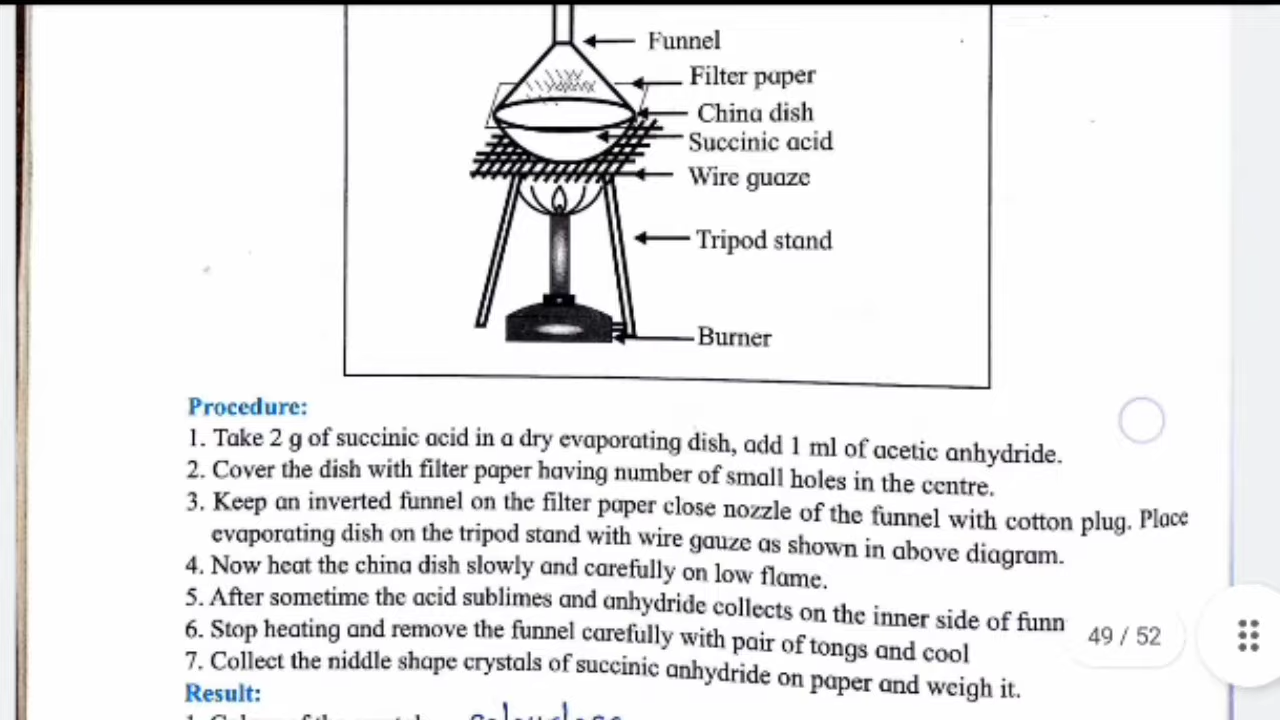 Funnel
Filter paper
China dish
Succinic acid
Wire guaze
Tripod stand
Burner
Procedure:
1. Take 2 g of succinic acid in a dry evaporating dish, add 1 ml of acetic anhydride.
2. Cover the dish with filter paper having number of small holes in the centre.
3. Keep an inverted funnel on the filter paper close nozzle of the funnel with cotton plug. Place
evaporating dish on the tripod stand with wire gauze as shown in above diagram.
4. Now heat the china dish slowly and carefully on low flame.
5. After sometime the acid sublimes and anhydride collects on the inner side of funn
6. Stop heating and remove the funnel carefully with pair of tongs and cool
49 / 52
7. Collect the niddle shape crystals of succinic anhydride on paper and weigh it.
Result: